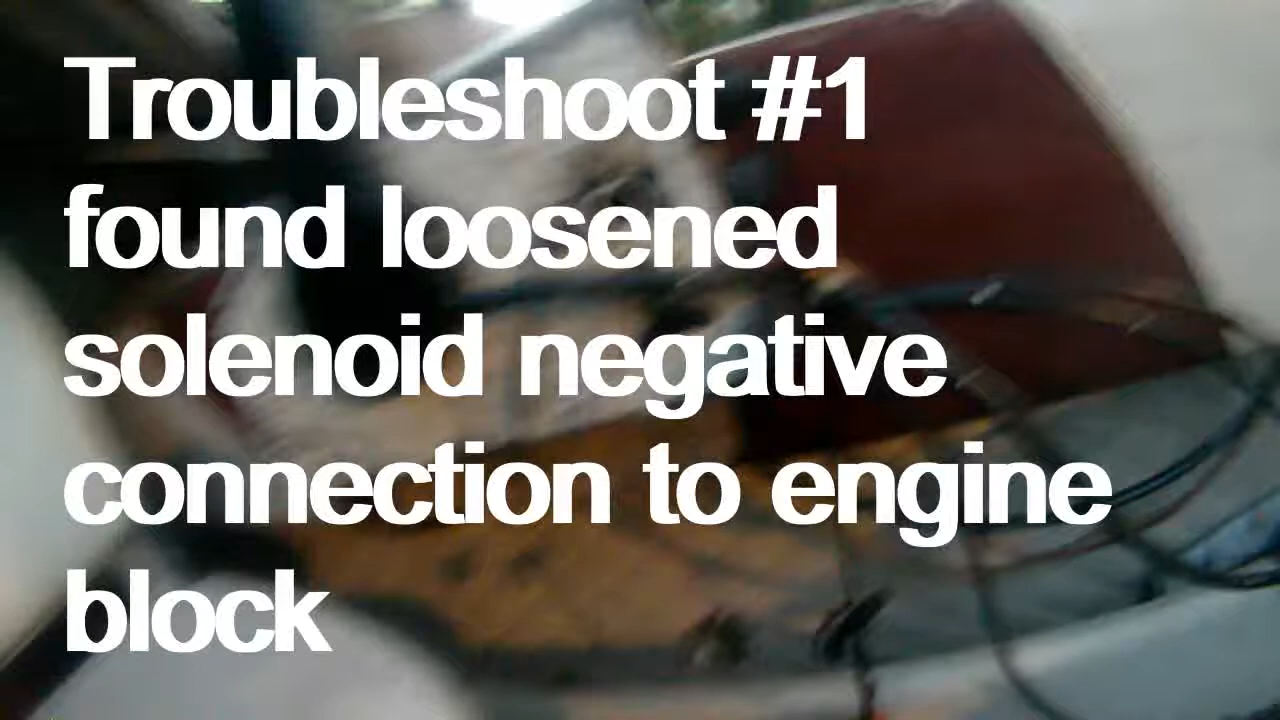 Troubleshoot #1
found loosened
solenoid negative
connection to engine
block